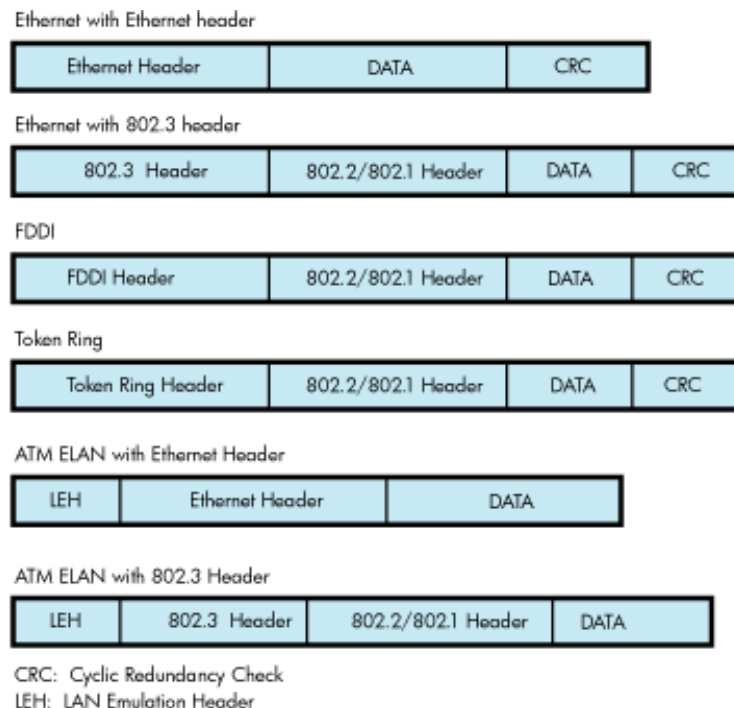 Ethernet with Ethernet header
Ethernet Header DATA CRC
Ethernet with 802.3 header
802.3 Header 802.2/802.1 Header DATA CRC
FDDI
FDDI Header 802.2/802.1 Header DATA CRC
Token Ring
Token Ring Header 802.2/802.1 Header DATA CRC
ATM ELAN with Ethernet Header
LEH Ethernet Header DATA
ATM ELAN with 802.3 Header
LEH 802.3 Header 802.2/802.1 Header DATA
CRC: Cyclic Redundancy Check
LEH: LAN Emulation Header